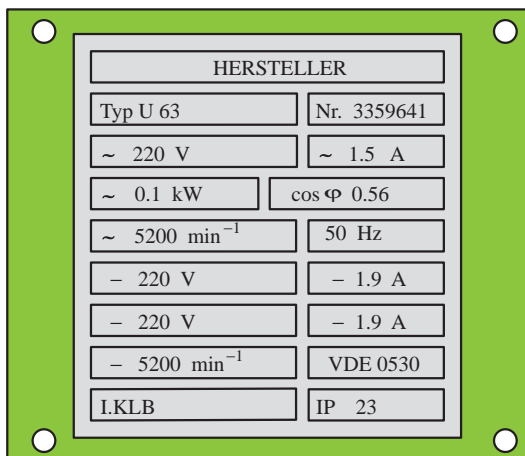 HERSTELLER
Typ U 63 Nr. 3359641
~ 220 V ~ 1.5 A
~ 0.1 kW cos φ 0.56
~ 5200 min⁻¹ 50 Hz
− 220 V − 1.9 A
− 220 V − 1.9 A
− 5200 min⁻¹ VDE 0530
I.KLB IP 23